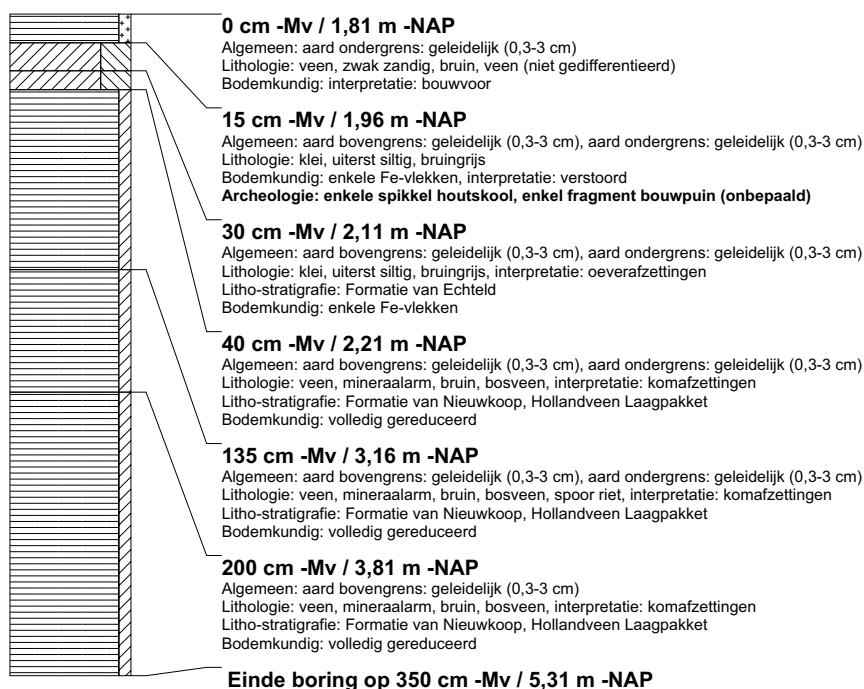 0 cm -Mv / 1,81 m -NAP
Algemeen: aard ondergrens: geleidelijk (0,3-3 cm)
Lithologie: veen, zwak zandig, bruin, veen (niet gedifferentieerd)
Bodemkundig: interpretatie: bouwvoor
15 cm -Mv / 1,96 m -NAP
Algemeen: aard bovengrens: geleidelijk (0,3-3 cm), aard ondergrens: geleidelijk (0,3-3 cm)
Lithologie: klei, uiterst siltig, bruingrijs
Bodemkundig: enkele Fe-vlekken, interpretatie: verstoord
Archeologie: enkele spikkel houtskool, enkel fragment bouwpuin (onbepaald)
30 cm -Mv / 2,11 m -NAP
Algemeen: aard bovengrens: geleidelijk (0,3-3 cm), aard ondergrens: geleidelijk (0,3-3 cm)
Lithologie: klei, uiterst siltig, bruingrijs, interpretatie: oeverafzettingen
Litho-stratigrafie: Formatie van Echteld
Bodemkundig: enkele Fe-vlekken
40 cm -Mv / 2,21 m -NAP
Algemeen: aard bovengrens: geleidelijk (0,3-3 cm), aard ondergrens: geleidelijk (0,3-3 cm)
Lithologie: veen, mineraalarm, bruin, bosveen, interpretatie: komafzettingen
Litho-stratigrafie: Formatie van Nieuwkoop, Hollandveen Laagpakket
Bodemkundig: volledig gereduceerd
135 cm -Mv / 3,16 m -NAP
Algemeen: aard bovengrens: geleidelijk (0,3-3 cm), aard ondergrens: geleidelijk (0,3-3 cm)
Lithologie: veen, mineraalarm, bruin, bosveen, spoor riet, interpretatie: komafzettingen
Litho-stratigrafie: Formatie van Nieuwkoop, Hollandveen Laagpakket
Bodemkundig: volledig gereduceerd
200 cm -Mv / 3,81 m -NAP
Algemeen: aard bovengrens: geleidelijk (0,3-3 cm)
Lithologie: veen, mineraalarm, bruin, bosveen, interpretatie: komafzettingen
Litho-stratigrafie: Formatie van Nieuwkoop, Hollandveen Laagpakket
Bodemkundig: volledig gereduceerd
Einde boring op 350 cm -Mv / 5,31 m -NAP